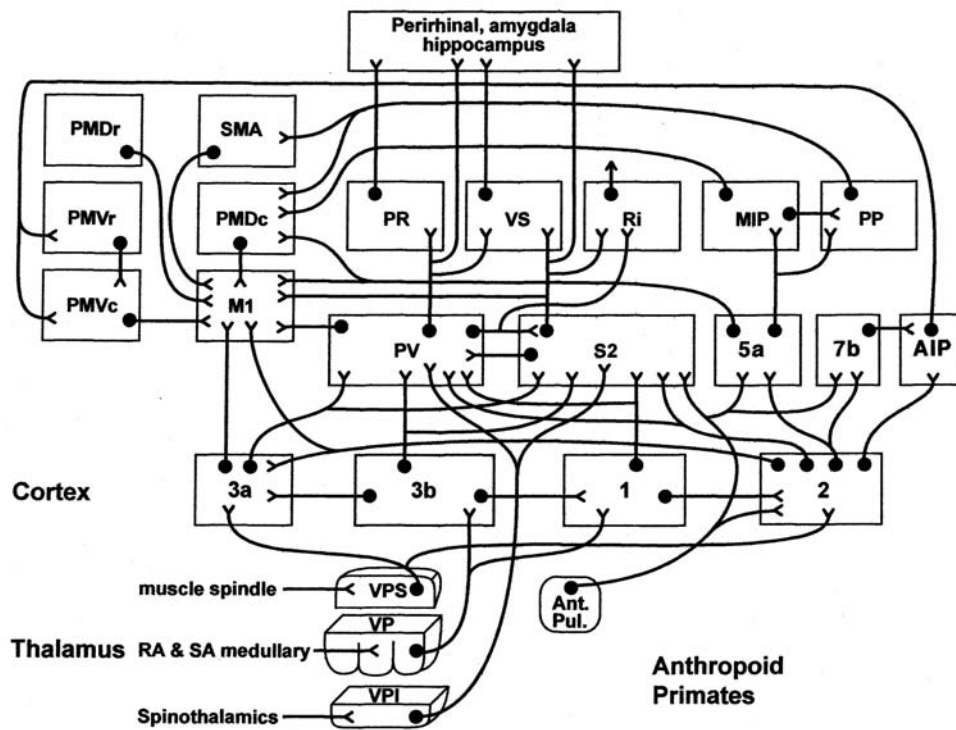 Perirhinal, amygdala
hippocampus
PMDr
SMA
PMVr
PMDc
PR
VS
Ri
MIP
PP
PMVc
M1
PV
S2
5a
7b
AIP
3a
3b
1
2
Cortex
muscle spindle
VPS
Ant.
Pul.
VP
Thalamus
RA & SA medullary
VPI
Spinothalamics
Anthropoid
Primates